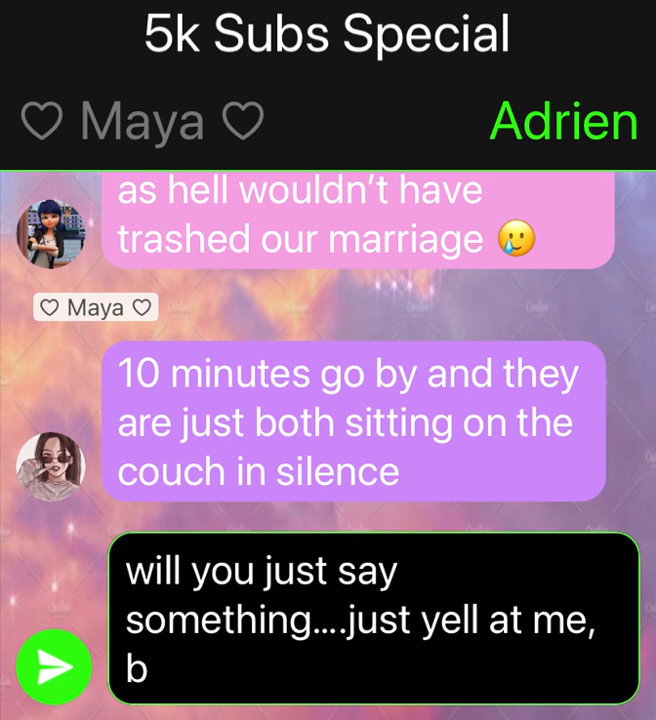 5k Subs Special
♡ Maya ♡ Adrien
as hell wouldn't have
trashed our marriage 🥲
♡ Maya ♡
10 minutes go by and they
are just both sitting on the
couch in silence
will you just say
something....just yell at me,
b